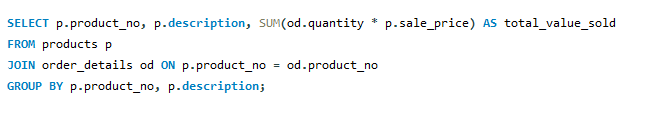 SELECT p.product_no, p.description, SUM(od.quantity * p.sale_price) AS total_value_sold
FROM products p
JOIN order_details od ON p.product_no = od.product_no
GROUP BY p.product_no, p.description;